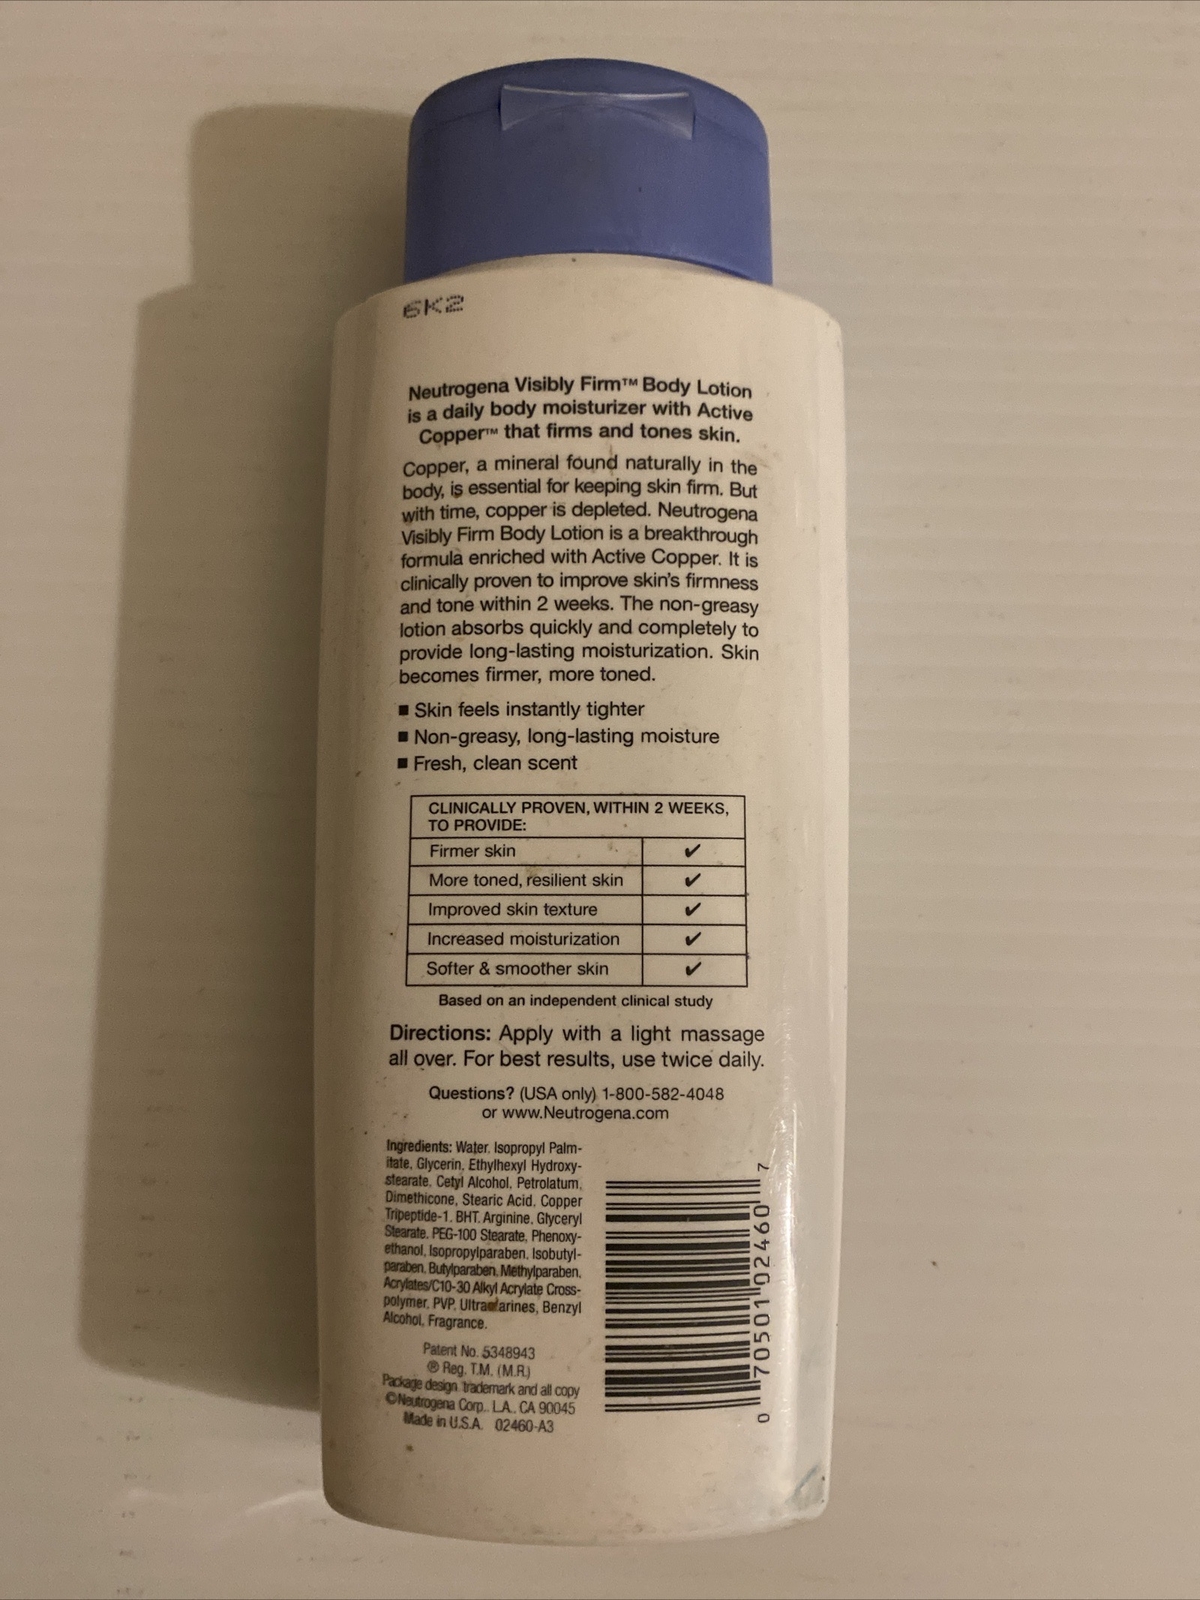 6K2
Neutrogena Visibly Firm™ Body Lotion
is a daily body moisturizer with Active
Copper™ that firms and tones skin.
Copper, a mineral found naturally in the
body, is essential for keeping skin firm. But
with time, copper is depleted. Neutrogena
Visibly Firm Body Lotion is a breakthrough
formula enriched with Active Copper. It is
clinically proven to improve skin's firmness
and tone within 2 weeks. The non-greasy
lotion absorbs quickly and completely to
provide long-lasting moisturization. Skin
becomes firmer, more toned.
■ Skin feels instantly tighter
■ Non-greasy, long-lasting moisture
■ Fresh, clean scent
CLINICALLY PROVEN, WITHIN 2 WEEKS,
TO PROVIDE:
Firmer skin ✔
More toned, resilient skin ✔
Improved skin texture ✔
Increased moisturization ✔
Softer & smoother skin ✔
Based on an independent clinical study
Directions: Apply with a light massage
all over. For best results, use twice daily.
Questions? (USA only) 1-800-582-4048
or www.Neutrogena.com
Ingredients: Water, Isopropyl Palm-
itate, Glycerin, Ethylhexyl Hydroxy-
stearate, Cetyl Alcohol, Petrolatum,
Dimethicone, Stearic Acid, Copper
Tripeptide-1, BHT, Arginine, Glyceryl
Stearate, PEG-100 Stearate, Phenoxy-
ethanol, Isopropylparaben, Isobutyl-
paraben, Butylparaben, Methylparaben,
Acrylates/C10-30 Alkyl Acrylate Cross-
polymer, PVP, Ultramarines, Benzyl
Alcohol, Fragrance.
Patent No. 5348943
® Reg. T.M. (M.R.)
Package design trademark and all copy
©Neutrogena Corp., L.A., CA 90045
Made in U.S.A. 02460-A3
0 70501 02460 7